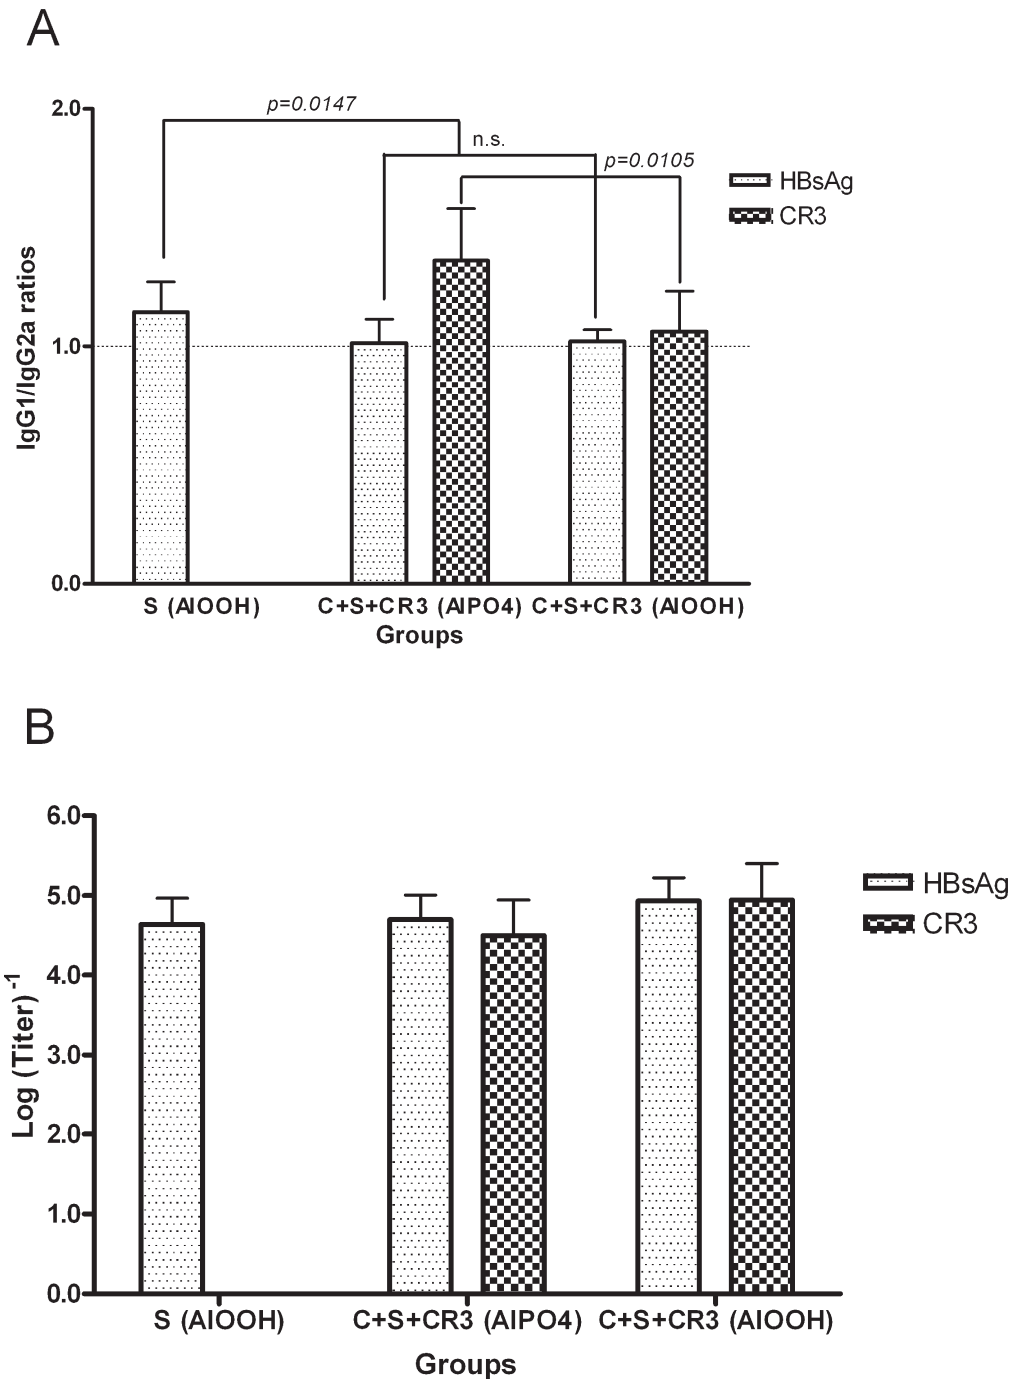 A
2.0
p=0.0147
n.s.
p=0.0105
HBsAg
CR3
IgG1/IgG2a ratios
1.0
0.0
S (AlOOH) C+S+CR3 (AlPO4) C+S+CR3 (AlOOH)
Groups
B
6.0
5.0
HBsAg
CR3
4.0
Log (Titer)-1
3.0
2.0
1.0
0.0
S (AlOOH) C+S+CR3 (AlPO4) C+S+CR3 (AlOOH)
Groups